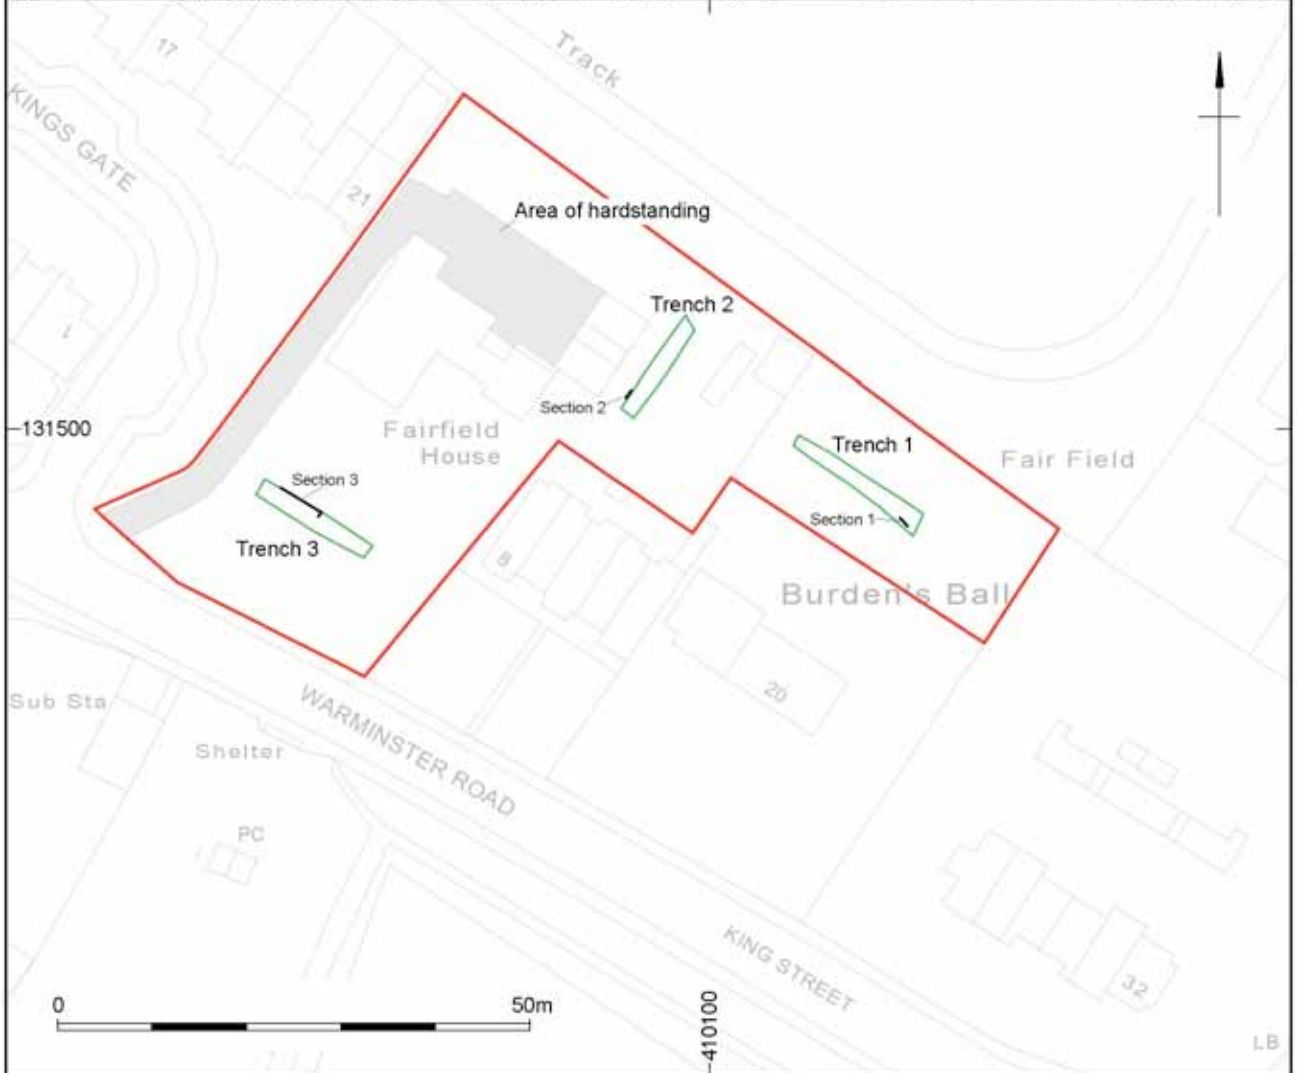 Track
17
KINGS GATE
21
Area of hardstanding
Trench 2
1
Section 2
131500
Fairfield
House
Trench 1
Fair Field
Section 3
Section 1
Trench 3
8
Burden's Ball
20
Sub Sta
WARMINSTER ROAD
Shelter
PC
KING STREET
32
0
50m
410100
LB